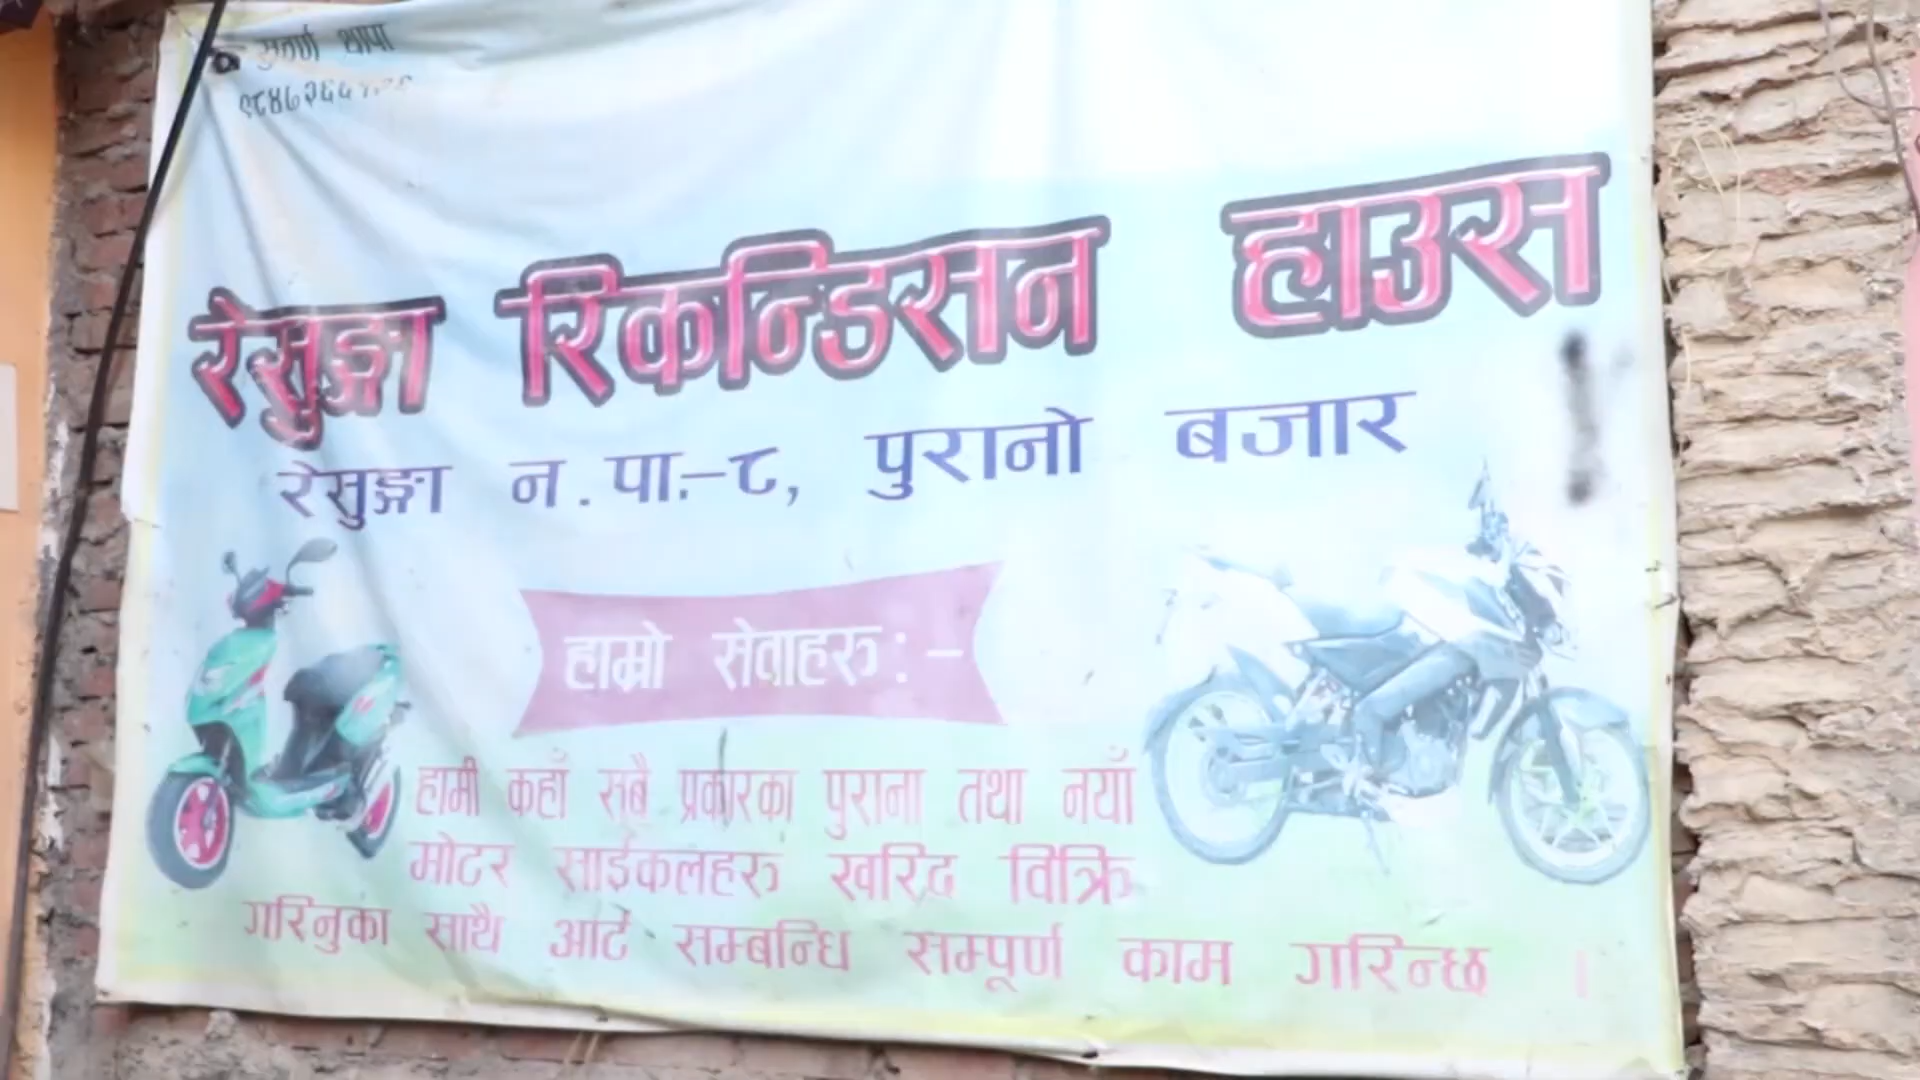 सुवर्ण थापा
रेसुङ्गा रिकन्डिसन हाउस
रेसुङ्गा न.पा.–८, पुरानो बजार
हाम्रो सेवाहरु :–
हामी कहाँ सबै प्रकारका पुराना तथा नयाँ
मोटर साईकलहरु खरिद विक्रि
गरिनुका साथै आर्ट सम्बन्धि सम्पूर्ण काम गरिन्छ ।